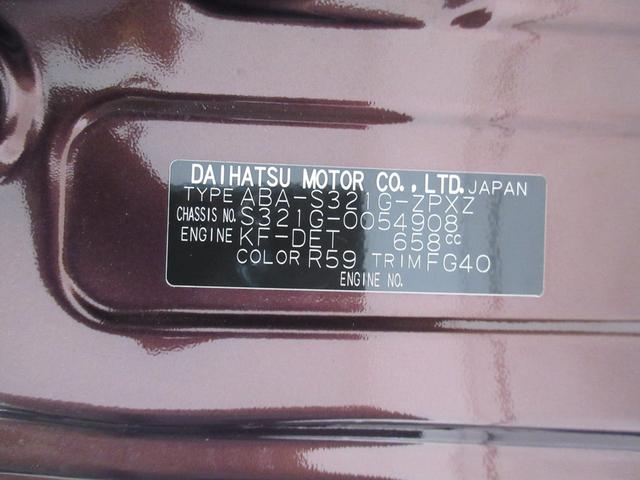 DAIHATSU MOTOR CO.,LTD. JAPAN
TYPE ABA-S321G-ZPXZ
CHASSIS NO. S321G-0054908
ENGINE KF-DET 658cc
COLOR R59 TRIM FG40
ENGINE NO.